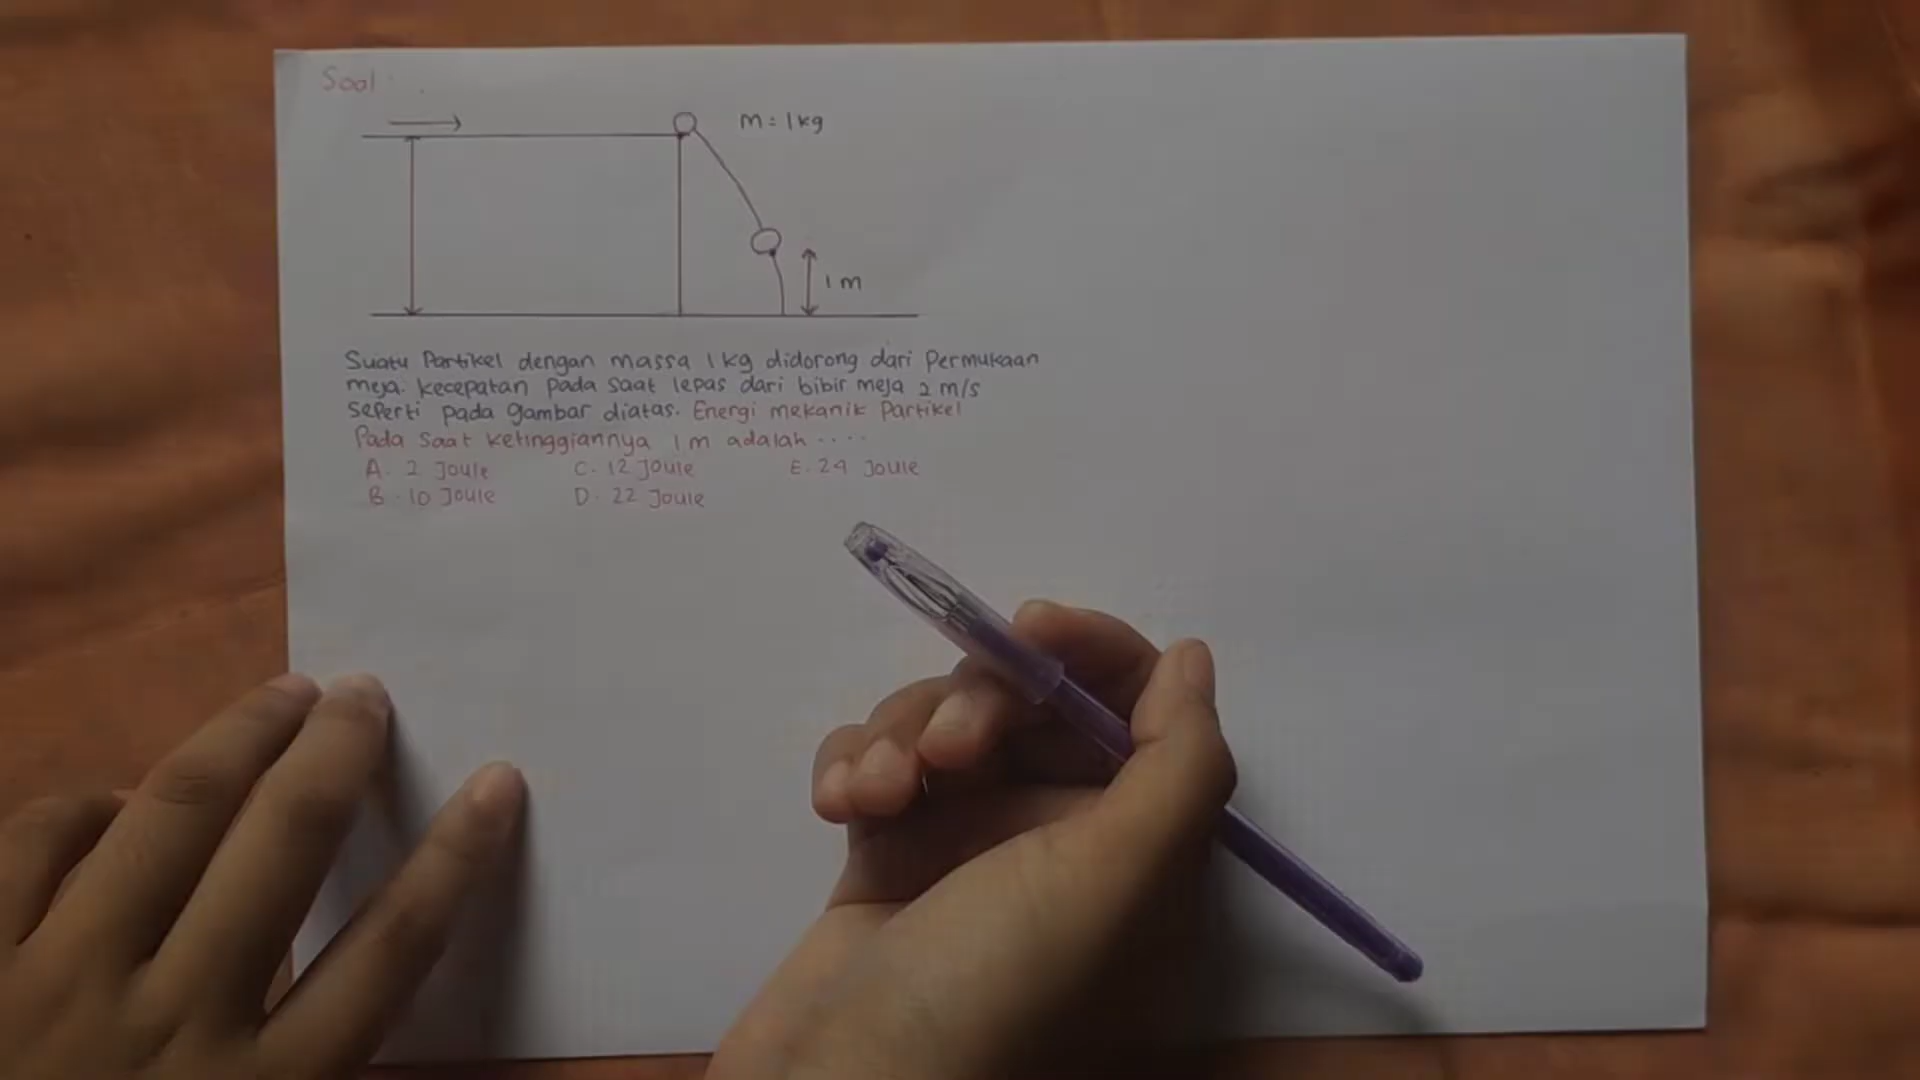 Soal :
m = 1 kg
1 m
Suatu Partikel dengan massa 1 kg didorong dari Permukaan
meja. kecepatan pada saat lepas dari bibir meja 2 m/s
seperti pada gambar diatas. Energi mekanik Partikel
Pada saat ketinggiannya 1 m adalah ....
A. 2 Joule C. 12 Joule E. 24 Joule
B. 10 Joule D. 22 Joule